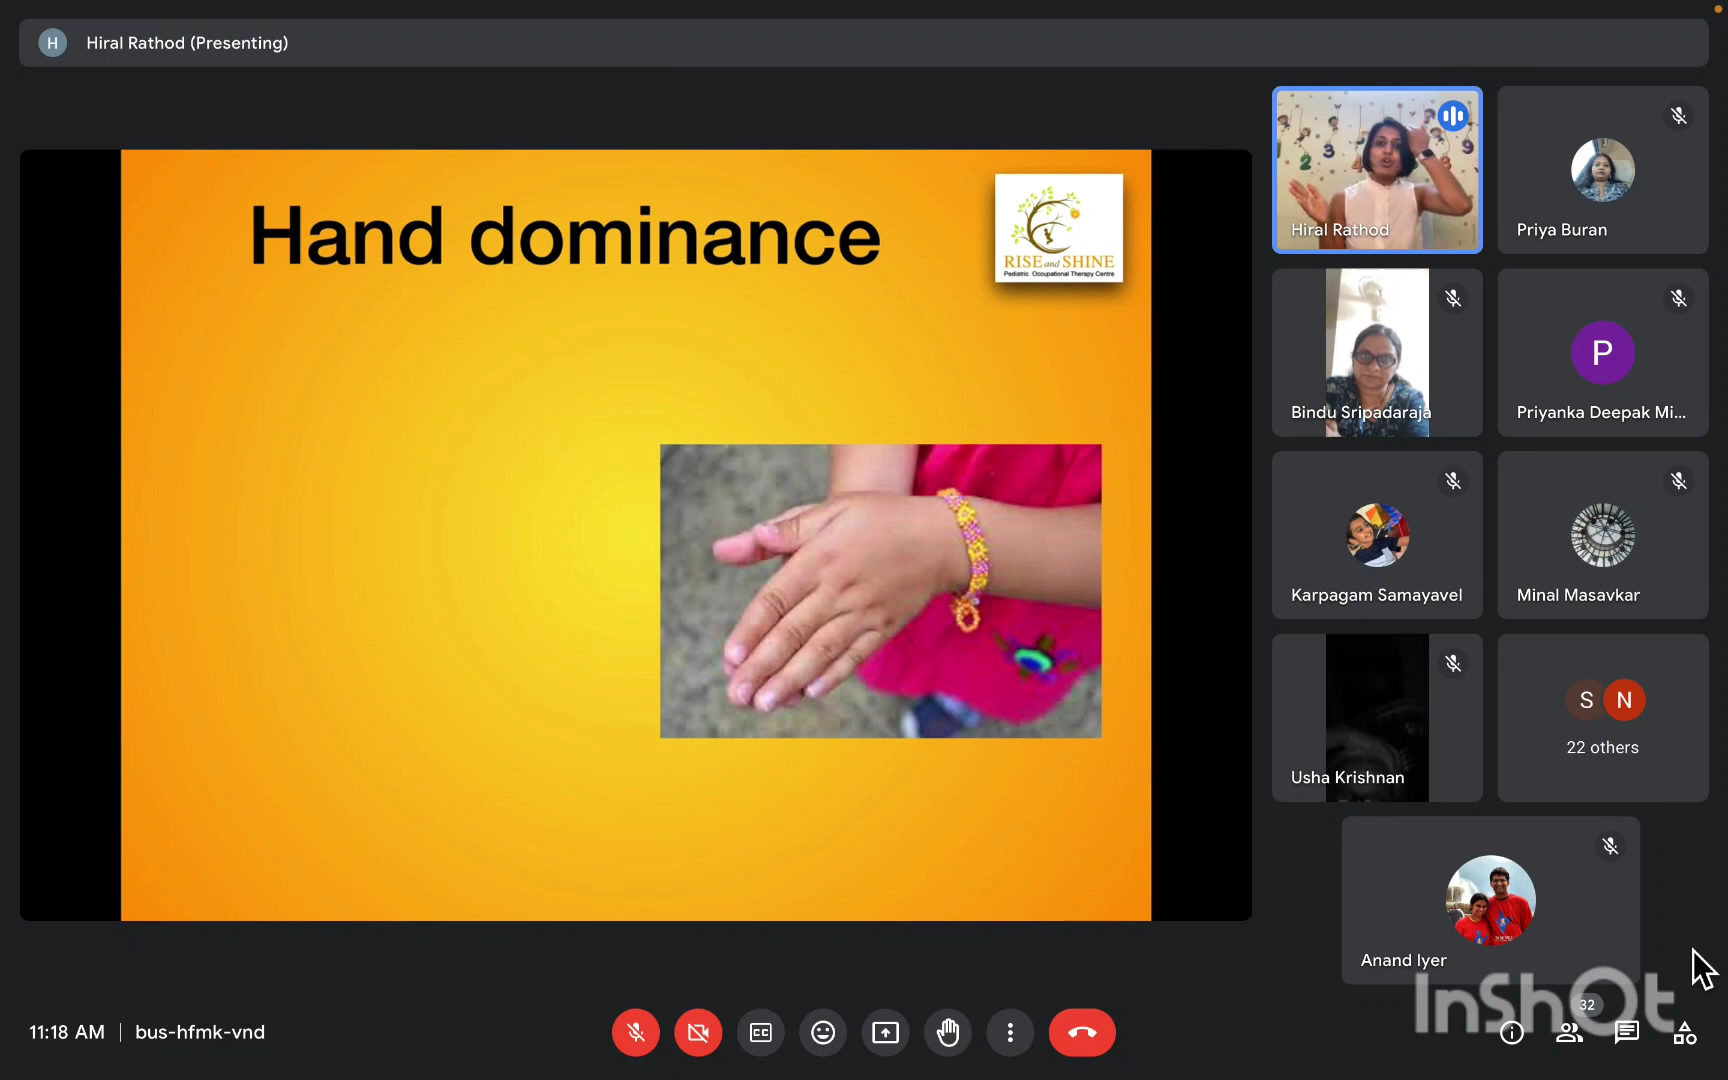 H Hiral Rathod (Presenting)
Hand dominance
RISE and SHINE
Pediatric Occupational Therapy Centre
Hiral Rathod
Priya Buran
Bindu Sripadaraja
P
Priyanka Deepak Mi...
Karpagam Samayavel
Minal Masavkar
Usha Krishnan
S N
22 others
Anand Iyer
InShOt
32
11:18 AM | bus-hfmk-vnd
CC